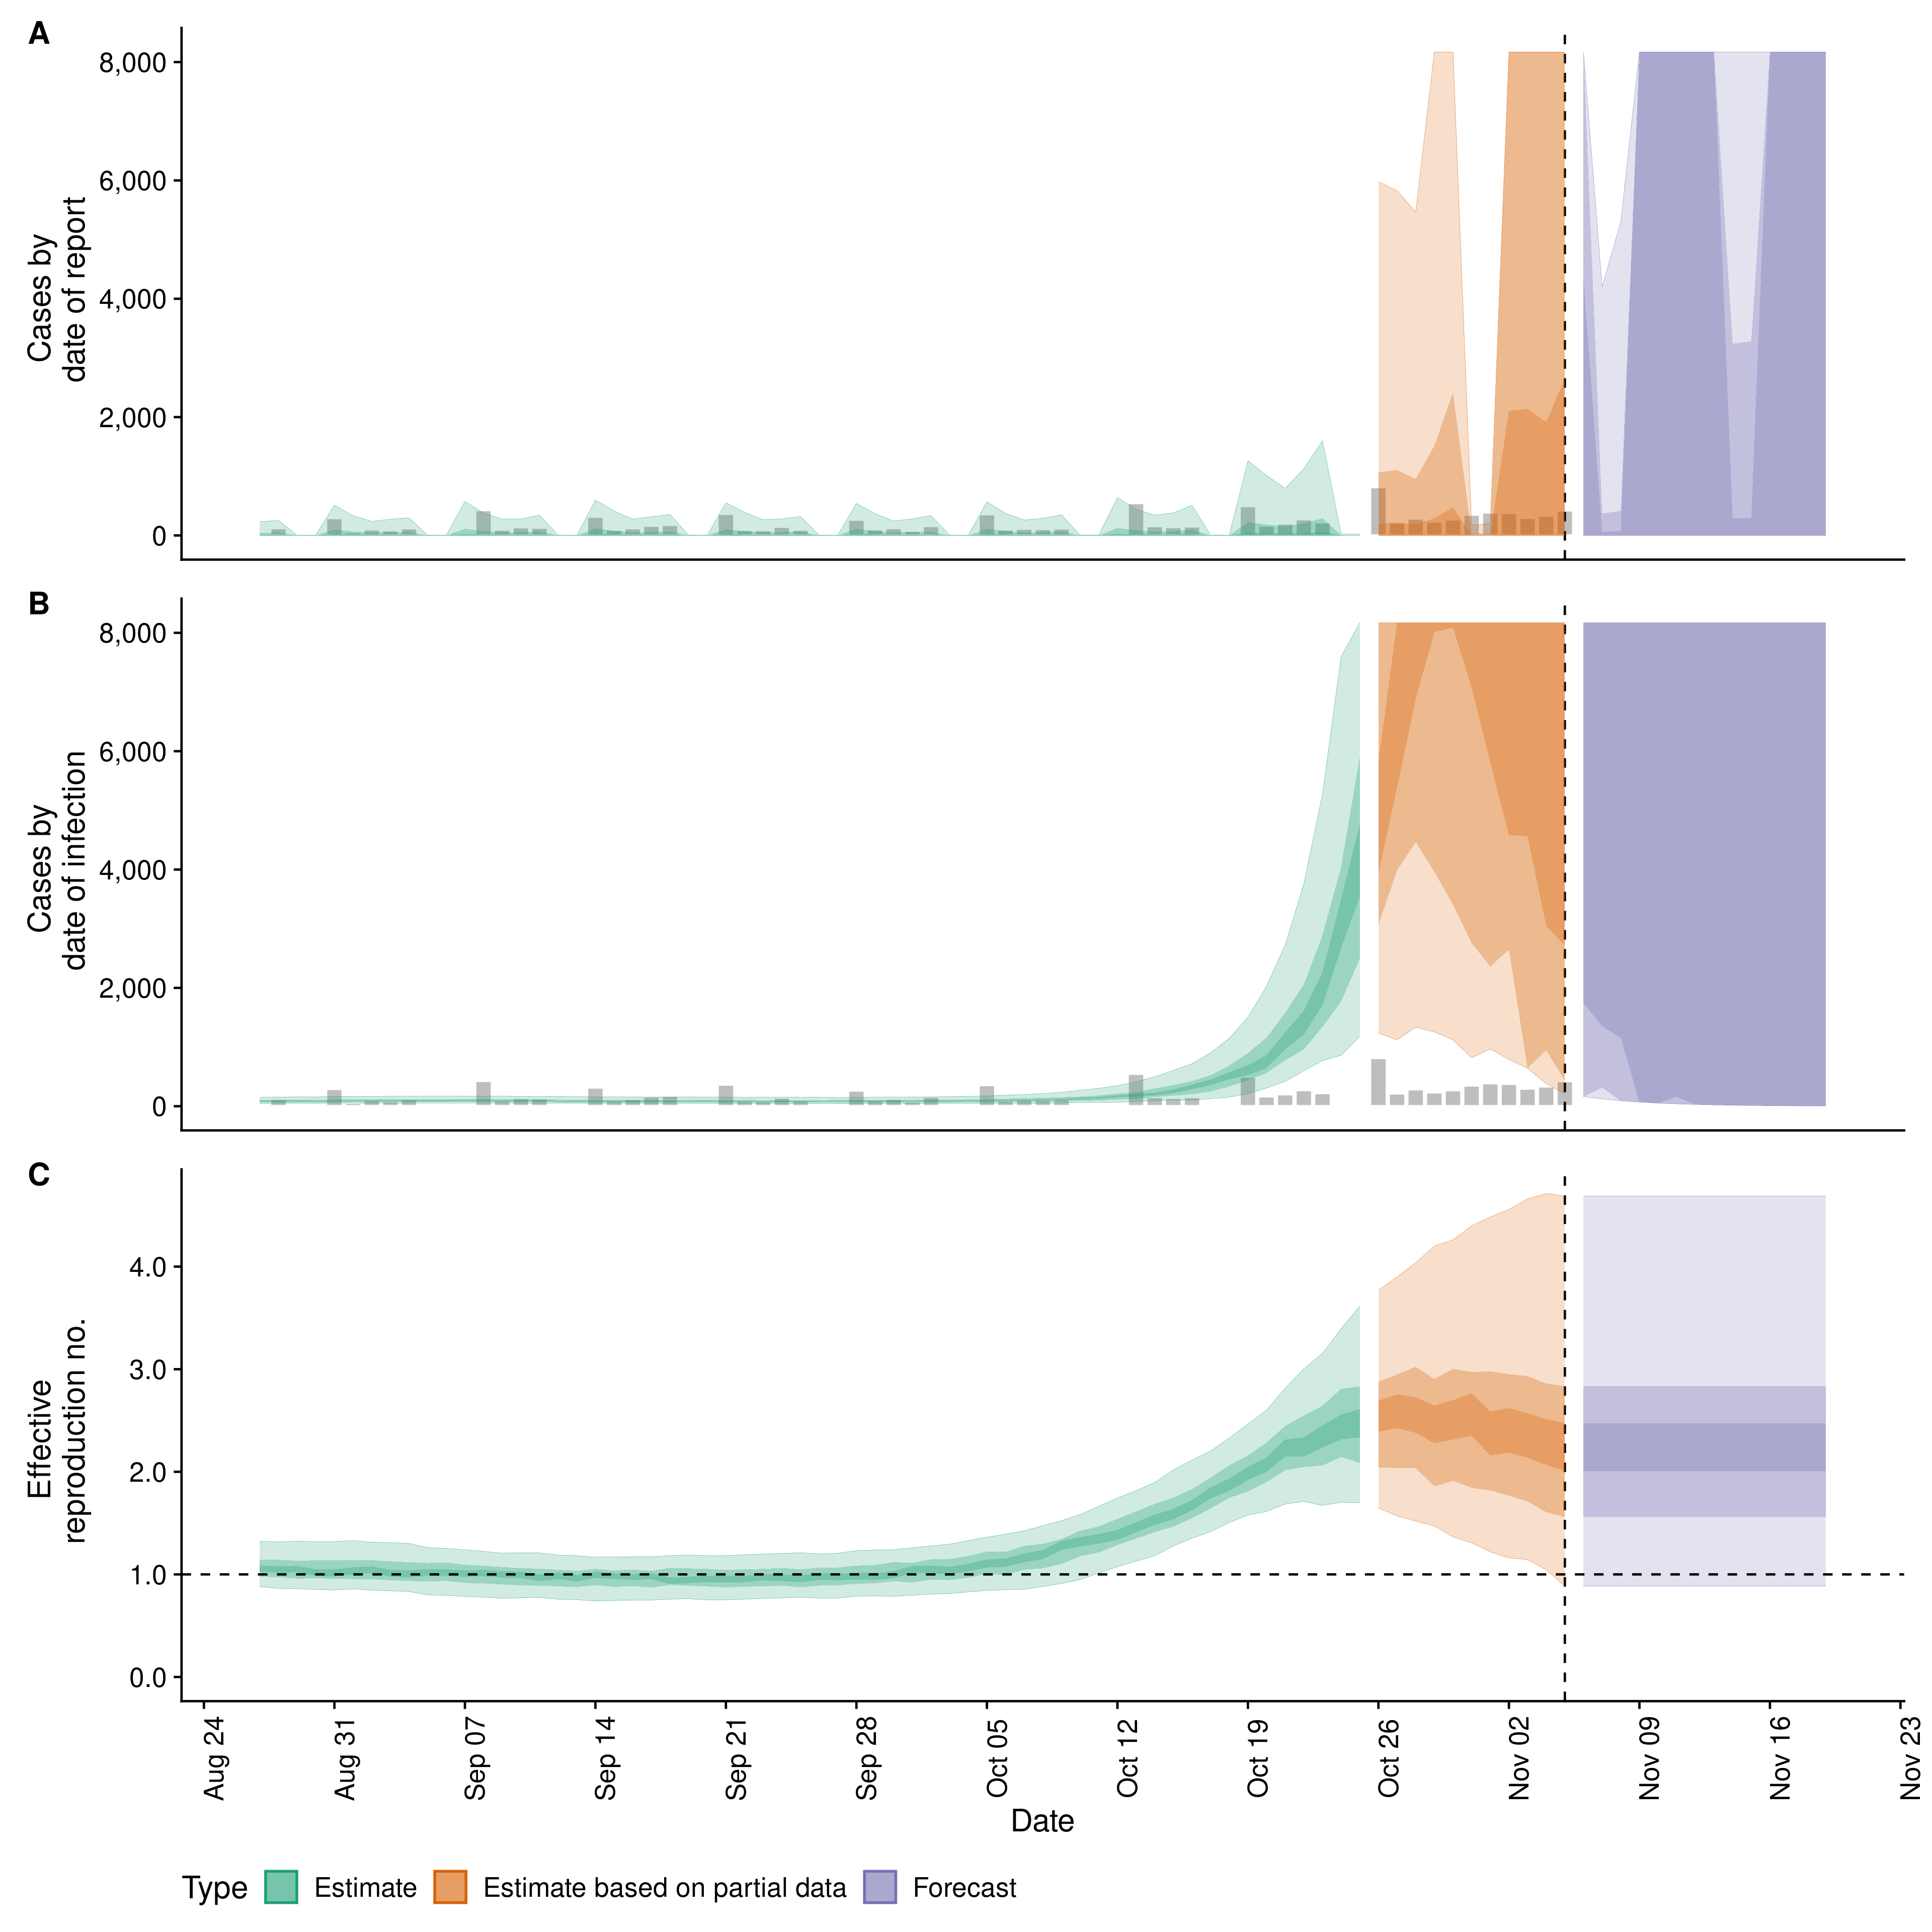 A
8,000
6,000
4,000
2,000
0
Cases by
date of report
B
8,000
6,000
4,000
2,000
0
Cases by
date of infection
C
4.0
3.0
2.0
1.0
0.0
Effective
reproduction no.
Aug 24
Aug 31
Sep 07
Sep 14
Sep 21
Sep 28
Oct 05
Oct 12
Oct 19
Oct 26
Nov 02
Nov 09
Nov 16
Nov 23
Date
Type Estimate Estimate based on partial data Forecast